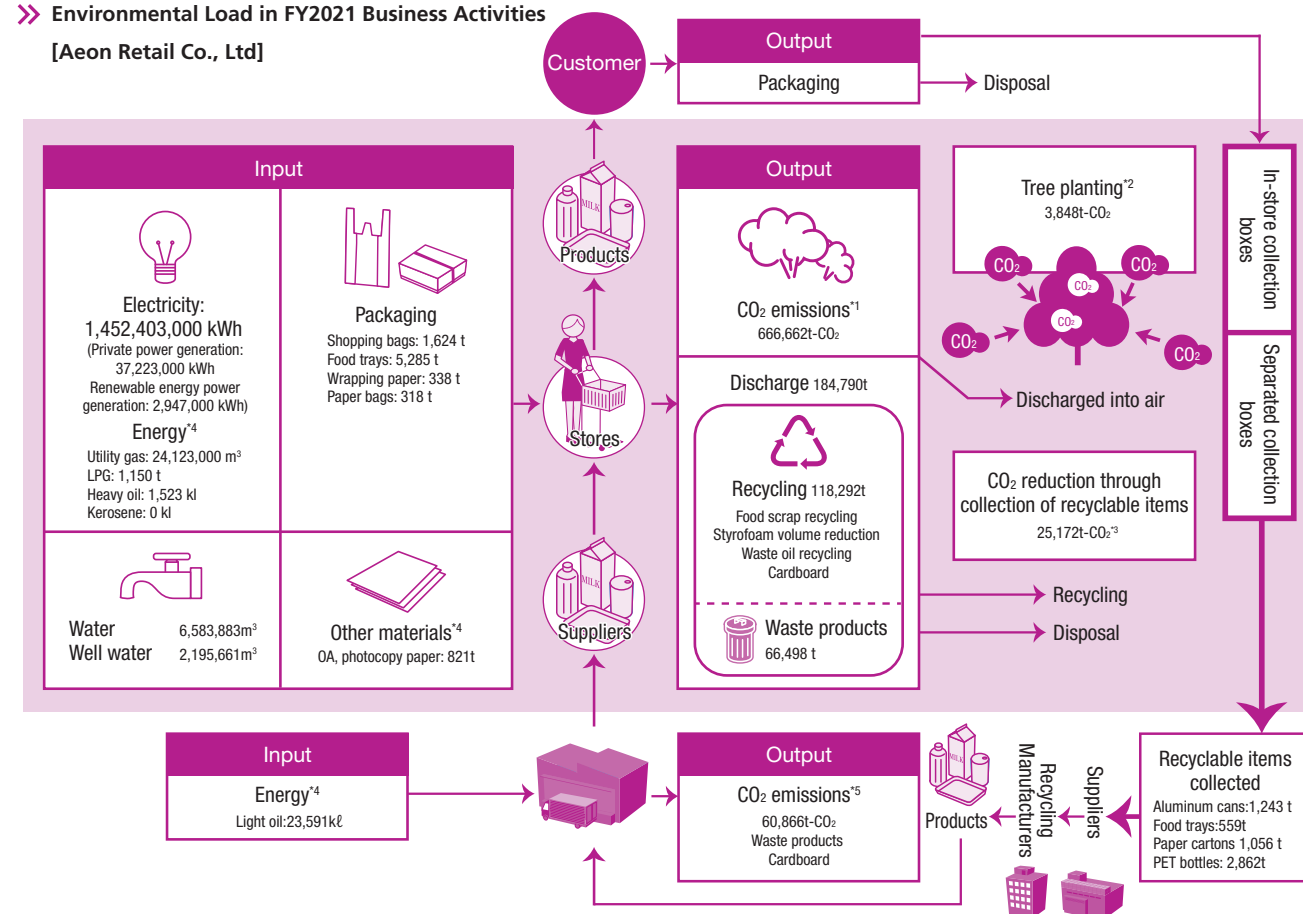 Environmental Load in FY2021 Business Activities
[Aeon Retail Co., Ltd]
Customer
Output
Packaging
Disposal
Input
Electricity:
1,452,403,000 kWh
(Private power generation:
37,223,000 kWh
Renewable energy power
generation: 2,947,000 kWh)
Energy*4
Utility gas: 24,123,000 m³
LPG: 1,150 t
Heavy oil: 1,523 kl
Kerosene: 0 kl
Packaging
Shopping bags: 1,624 t
Food trays: 5,285 t
Wrapping paper: 338 t
Paper bags: 318 t
Water 6,583,883m³
Well water 2,195,661m³
Other materials*4
OA, photocopy paper: 821t
MILK
Products
Stores
MILK
Suppliers
Output
CO₂ emissions*1
666,662t-CO₂
Discharge 184,790t
Recycling 118,292t
Food scrap recycling
Styrofoam volume reduction
Waste oil recycling
Cardboard
Waste products
66,498 t
Tree planting*2
3,848t-CO₂
CO₂
CO₂
CO₂
CO₂
CO₂
CO₂
Discharged into air
CO₂ reduction through
collection of recyclable items
25,172t-CO₂*3
Recycling
Disposal
In-store collection
boxes
Separated collection
boxes
Input
Energy*4
Light oil:23,591kℓ
Output
CO₂ emissions*5
60,866t-CO₂
Waste products
Cardboard
MILK
Products
Recycling
Manufacturers
Suppliers
Recyclable items
collected
Aluminum cans:1,243 t
Food trays:559t
Paper cartons 1,056 t
PET bottles: 2,862t